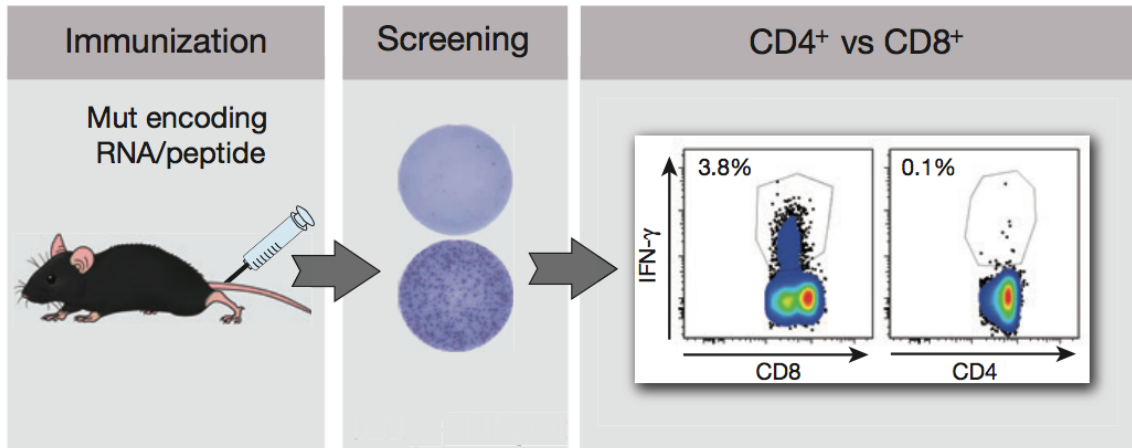 Immunization
Screening
CD4⁺ vs CD8⁺
Mut encoding
RNA/peptide
3.8%
0.1%
IFN-γ
CD8
CD4